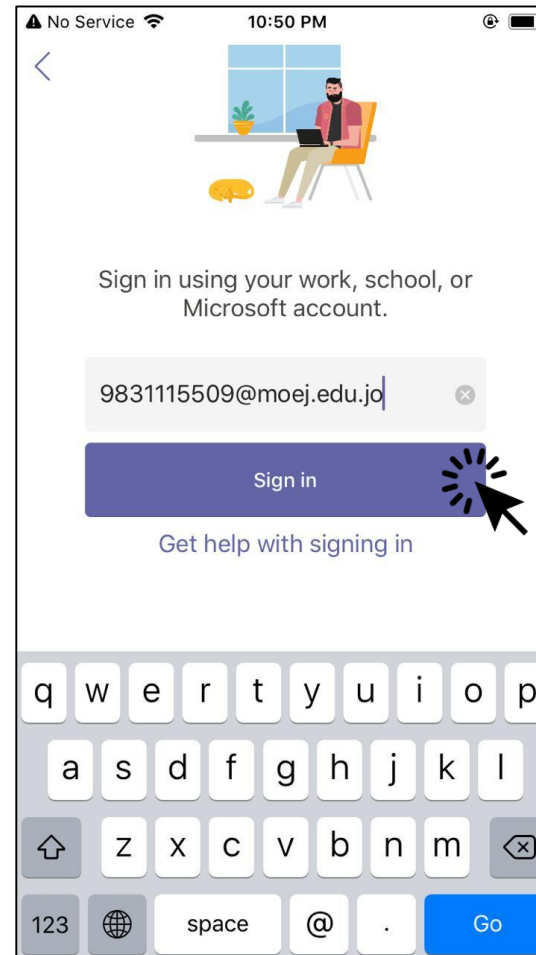 No Service 10:50 PM
Sign in using your work, school, or
Microsoft account.
9831115509@moej.edu.jo
Sign in
Get help with signing in
q w e r t y u i o p
a s d f g h j k l
z x c v b n m
123 space @ . Go